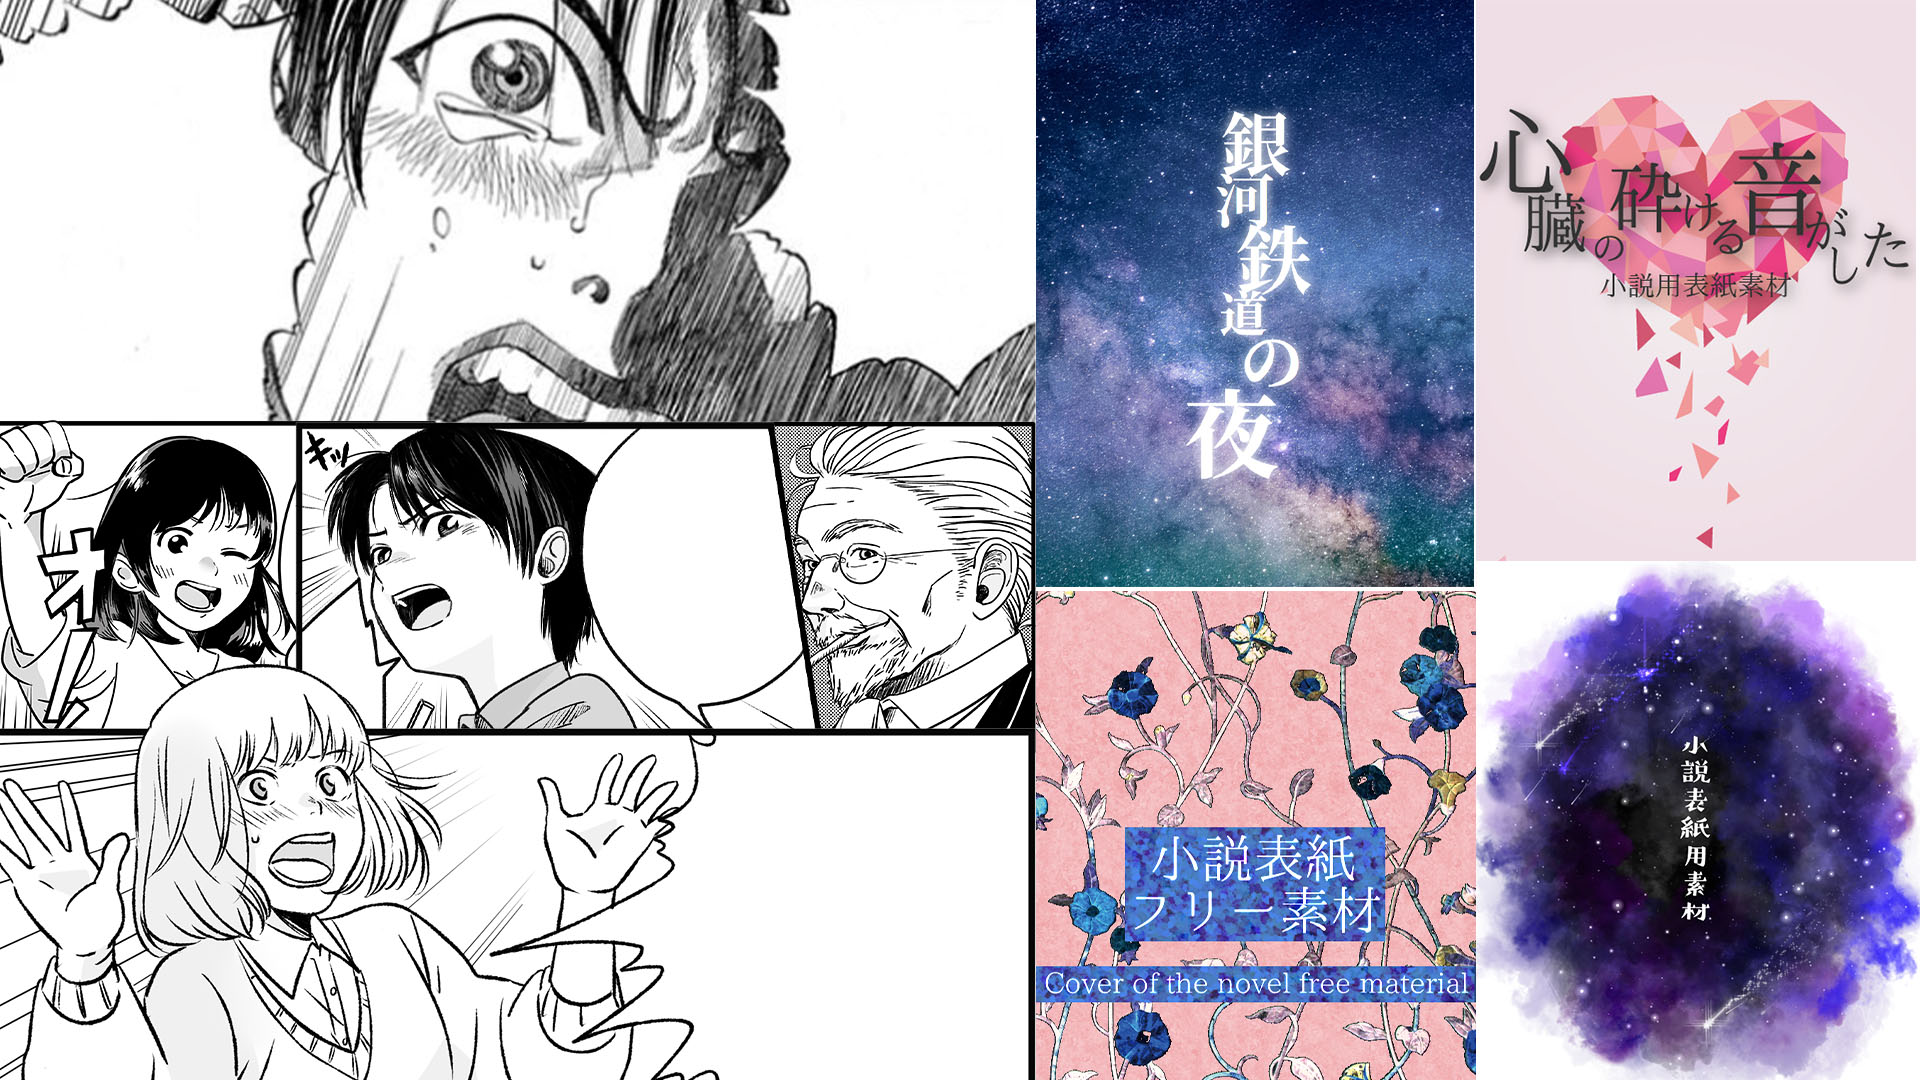 オーッ
キッ
銀河鉄道の夜
心臓の砕ける音がした
小説用表紙素材
小説表紙
フリー素材
Cover of the novel free material
小説表紙用素材